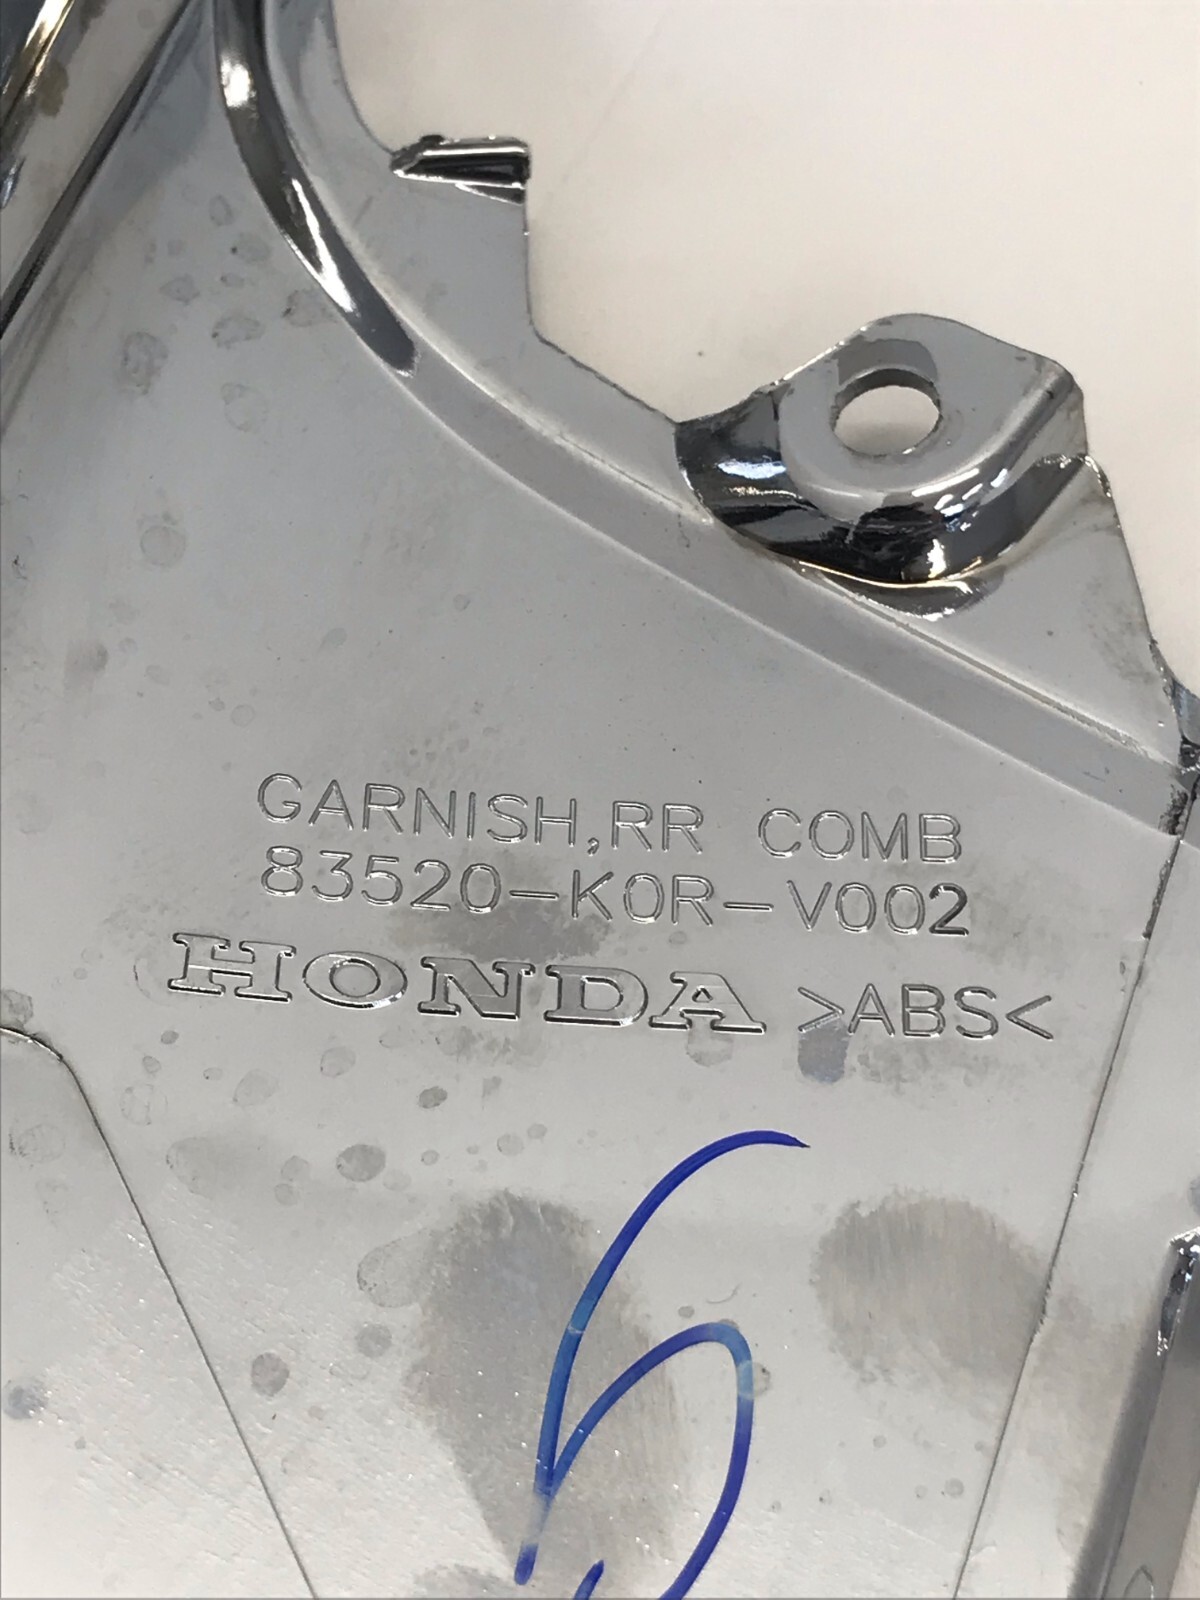 GARNISH,RR COMB
83520-K0R-V002
HONDA >ABS<